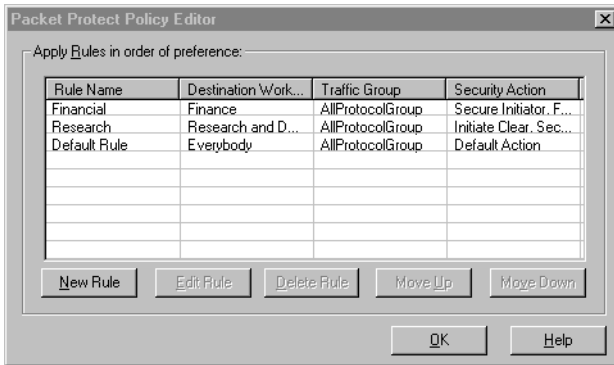 Packet Protect Policy Editor
Apply Rules in order of preference:
Rule Name Destination Work... Traffic Group Security Action
Financial Finance AllProtocolGroup Secure Initiator. F...
Research Research and D... AllProtocolGroup Initiate Clear. Sec...
Default Rule Everybody AllProtocolGroup Default Action
New Rule Edit Rule Delete Rule Move Up Move Down
OK Help